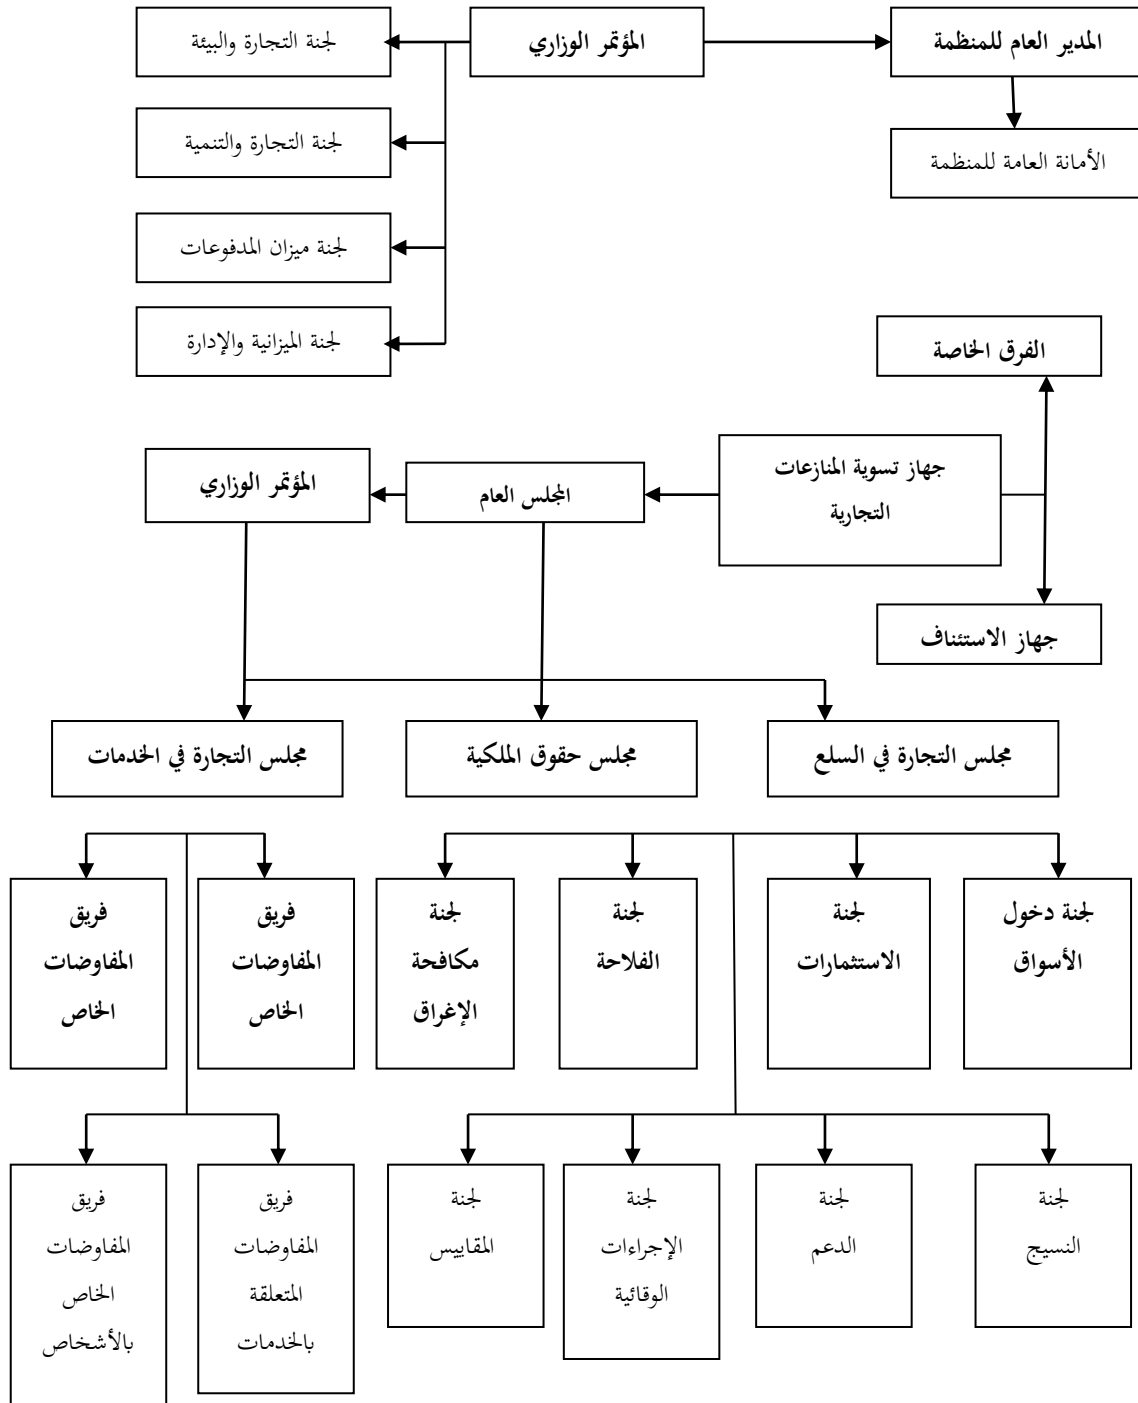 المدير العام للمنظمة
المؤتمر الوزاري
لجنة التجارة والبيئة
الأمانة العامة للمنظمة
لجنة التجارة والتنمية
لجنة ميزان المدفوعات
لجنة الميزانية والإدارة
الفرق الخاصة
جهاز تسوية المنازعات
التجارية
المجلس العام
المؤتمر الوزاري
جهاز الاستئناف
مجلس التجارة في السلع
مجلس حقوق الملكية
مجلس التجارة في الخدمات
لجنة دخول
الأسواق
لجنة
الاستثمارات
لجنة
الفلاحة
لجنة
مكافحة
الإغراق
فريق
المفاوضات
الخاص
فريق
المفاوضات
الخاص
لجنة
النسيج
لجنة
الدعم
لجنة
الإجراءات
الوقائية
لجنة
المقاييس
فريق
المفاوضات
المتعلقة
بالخدمات
فريق
المفاوضات
الخاص
بالأشخاص